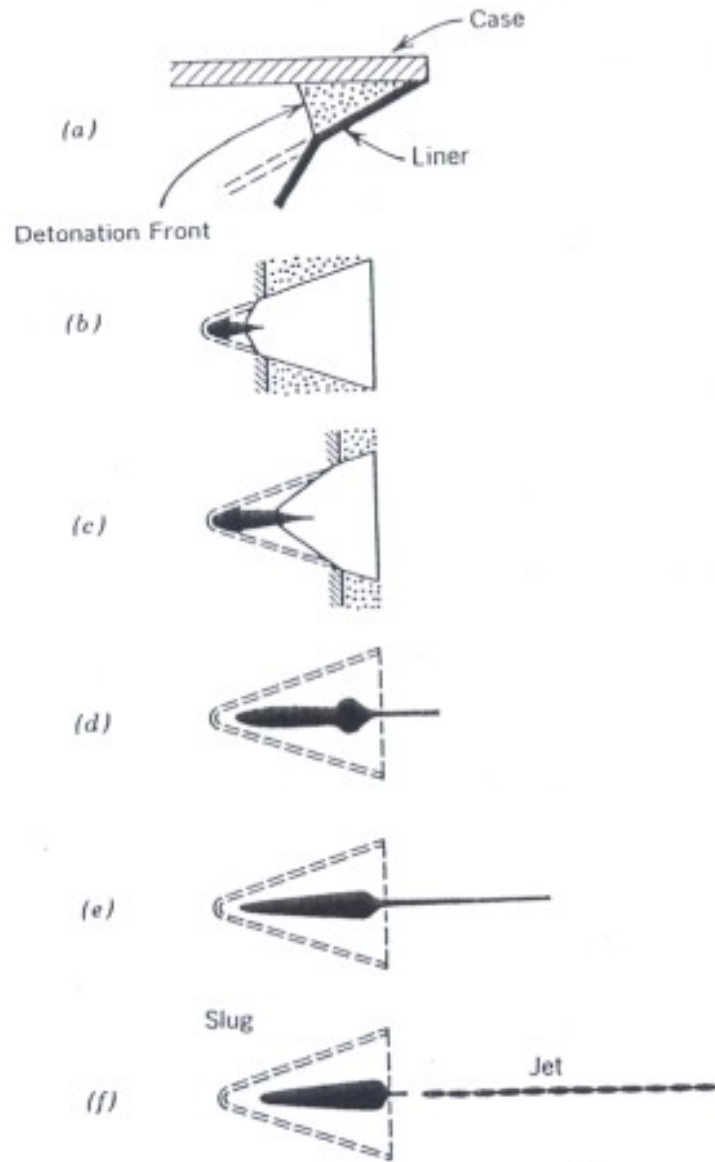 Case
(a)
Liner
Detonation Front
(b)
(c)
(d)
(e)
Slug
Jet
(f)